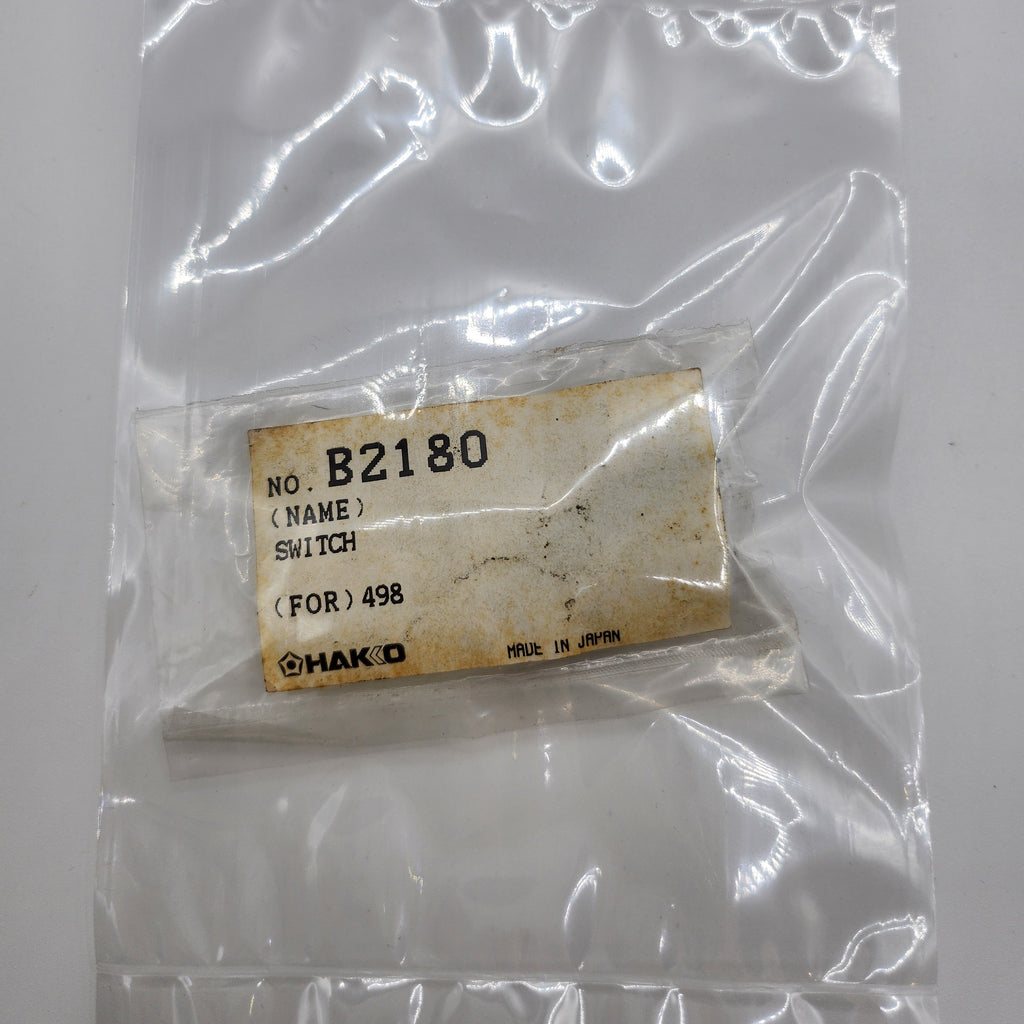 NO. B2180
(NAME)
SWITCH
(FOR) 498
HAKKO
MADE IN JAPAN